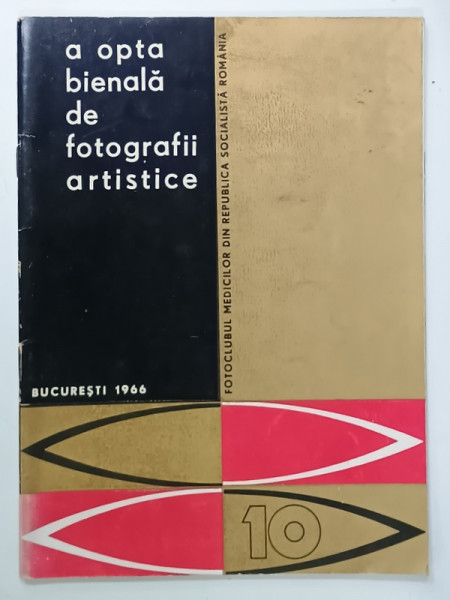 a opta
bienală
de
fotografii
artistice
FOTOCLUBUL MEDICILOR DIN REPUBLICA SOCIALISTĂ ROMÂNIA
BUCUREȘTI 1966
10